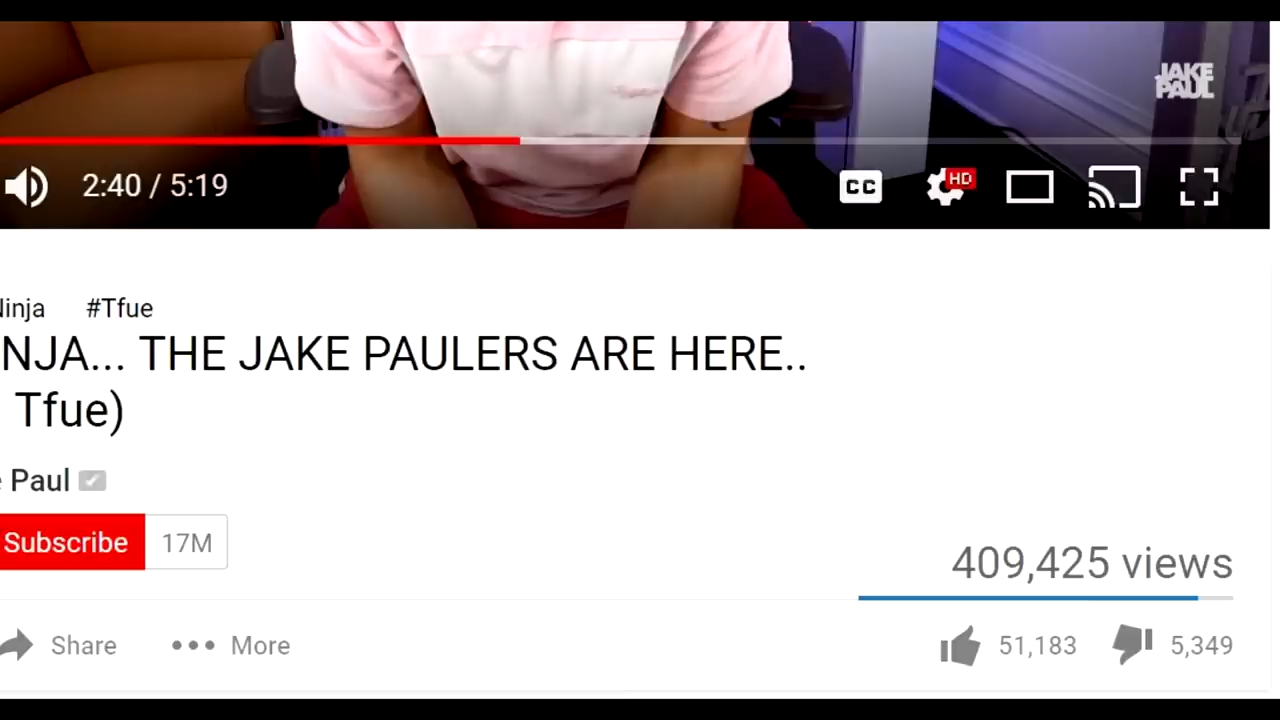 JAKE
PAUL
2:40 / 5:19
CC
HD
Ninja #Tfue
NJA... THE JAKE PAULERS ARE HERE..
Tfue)
Paul
Subscribe 17M
409,425 views
Share ••• More
51,183 5,349